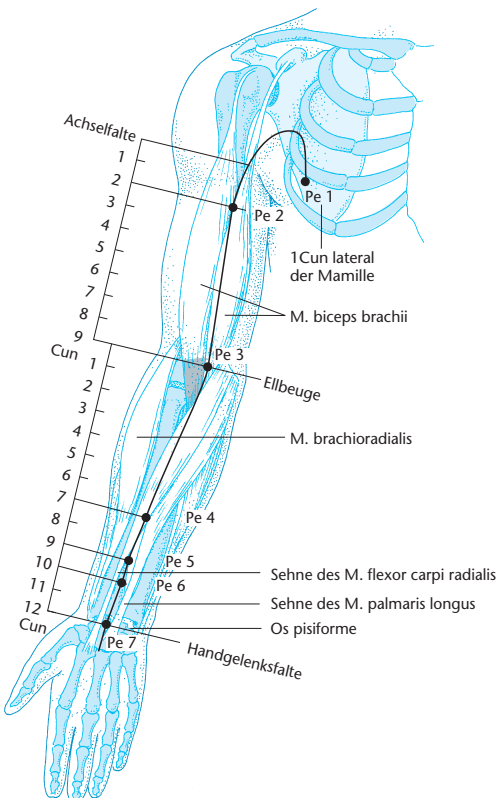 Achselfalte
1
2
3
4
5
6
7
8
9
Cun
Pe 1
Pe 2
1Cun lateral
der Mamille
M. biceps brachii
Pe 3
Ellbeuge
1
2
3
4
5
6
7
8
9
10
11
12
Cun
M. brachioradialis
Pe 4
Pe 5
Pe 6
Sehne des M. flexor carpi radialis
Sehne des M. palmaris longus
Os pisiforme
Pe 7
Handgelenksfalte